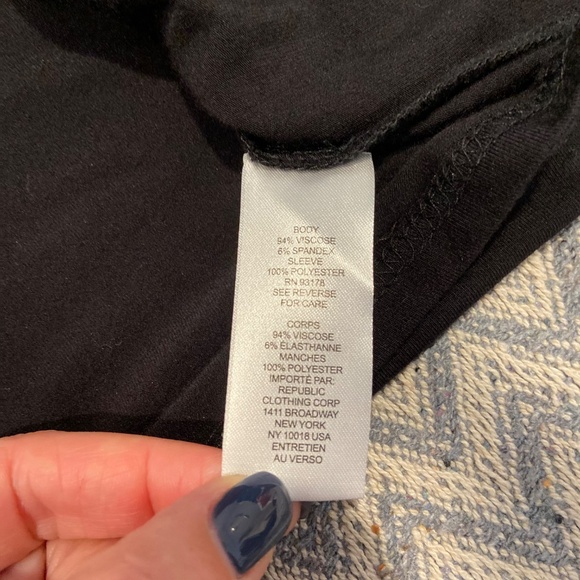 BODY
94% VISCOSE
6% SPANDEX
SLEEVE
100% POLYESTER
RN 93178
SEE REVERSE
FOR CARE
CORPS
94% VISCOSE
6% ÉLASTHANNE
MANCHES
100% POLYESTER
IMPORTÉ PAR:
REPUBLIC
CLOTHING CORP
1411 BROADWAY
NEW YORK
NY 10018 USA
ENTRETIEN
AU VERSO